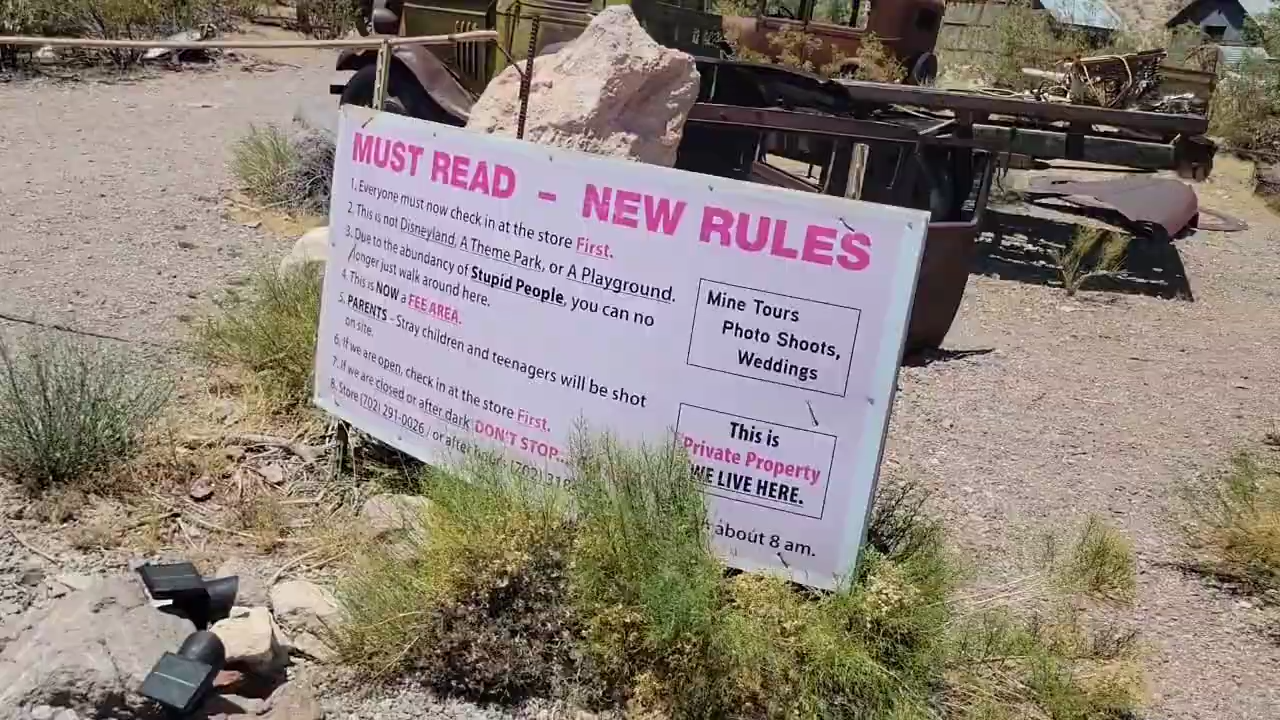 MUST READ – NEW RULES
1. Everyone must now check in at the store First.
2. This is not Disneyland, A Theme Park, or A Playground.
3. Due to the abundancy of Stupid People, you can no
longer just walk around here.
4. This is NOW a FEE AREA.
5. PARENTS – Stray children and teenagers will be shot
on site.
6. If we are open, check in at the store First.
7. If we are closed or after dark DON'T STOP..
8. Store (702) 291-0026 / or after (702) 318
about 8 am.
Mine Tours
Photo Shoots,
Weddings
This is
Private Property
WE LIVE HERE.